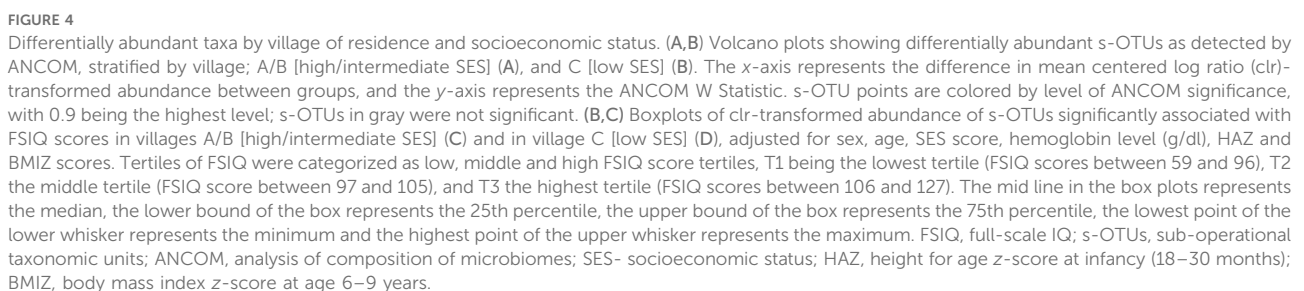 FIGURE 4
Differentially abundant taxa by village of residence and socioeconomic status. (A,B) Volcano plots showing differentially abundant s-OTUs as detected by
ANCOM, stratified by village; A/B [high/intermediate SES] (A), and C [low SES] (B). The x-axis represents the difference in mean centered log ratio (clr)-
transformed abundance between groups, and the y-axis represents the ANCOM W Statistic. s-OTU points are colored by level of ANCOM significance,
with 0.9 being the highest level; s-OTUs in gray were not significant. (B,C) Boxplots of clr-transformed abundance of s-OTUs significantly associated with
FSIQ scores in villages A/B [high/intermediate SES] (C) and in village C [low SES] (D), adjusted for sex, age, SES score, hemoglobin level (g/dl), HAZ and
BMIZ scores. Tertiles of FSIQ were categorized as low, middle and high FSIQ score tertiles, T1 being the lowest tertile (FSIQ scores between 59 and 96), T2
the middle tertile (FSIQ score between 97 and 105), and T3 the highest tertile (FSIQ scores between 106 and 127). The mid line in the box plots represents
the median, the lower bound of the box represents the 25th percentile, the upper bound of the box represents the 75th percentile, the lowest point of the
lower whisker represents the minimum and the highest point of the upper whisker represents the maximum. FSIQ, full-scale IQ; s-OTUs, sub-operational
taxonomic units; ANCOM, analysis of composition of microbiomes; SES- socioeconomic status; HAZ, height for age z-score at infancy (18–30 months);
BMIZ, body mass index z-score at age 6–9 years.